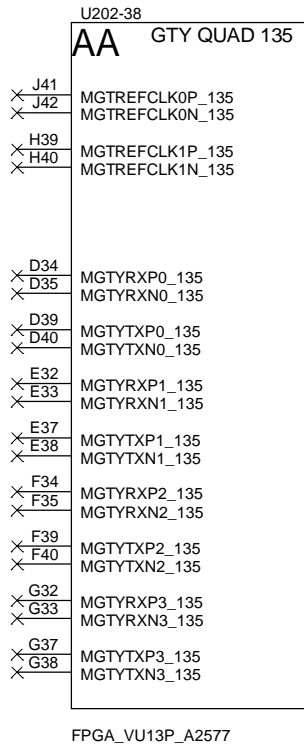 U202-38
AA GTY QUAD 135
J41 MGTREFCLK0P_135
J42 MGTREFCLK0N_135
H39 MGTREFCLK1P_135
H40 MGTREFCLK1N_135
D34 MGTYRXP0_135
D35 MGTYRXN0_135
D39 MGTYTXP0_135
D40 MGTYTXN0_135
E32 MGTYRXP1_135
E33 MGTYRXN1_135
E37 MGTYTXP1_135
E38 MGTYTXN1_135
F34 MGTYRXP2_135
F35 MGTYRXN2_135
F39 MGTYTXP2_135
F40 MGTYTXN2_135
G32 MGTYRXP3_135
G33 MGTYRXN3_135
G37 MGTYTXP3_135
G38 MGTYTXN3_135
FPGA_VU13P_A2577